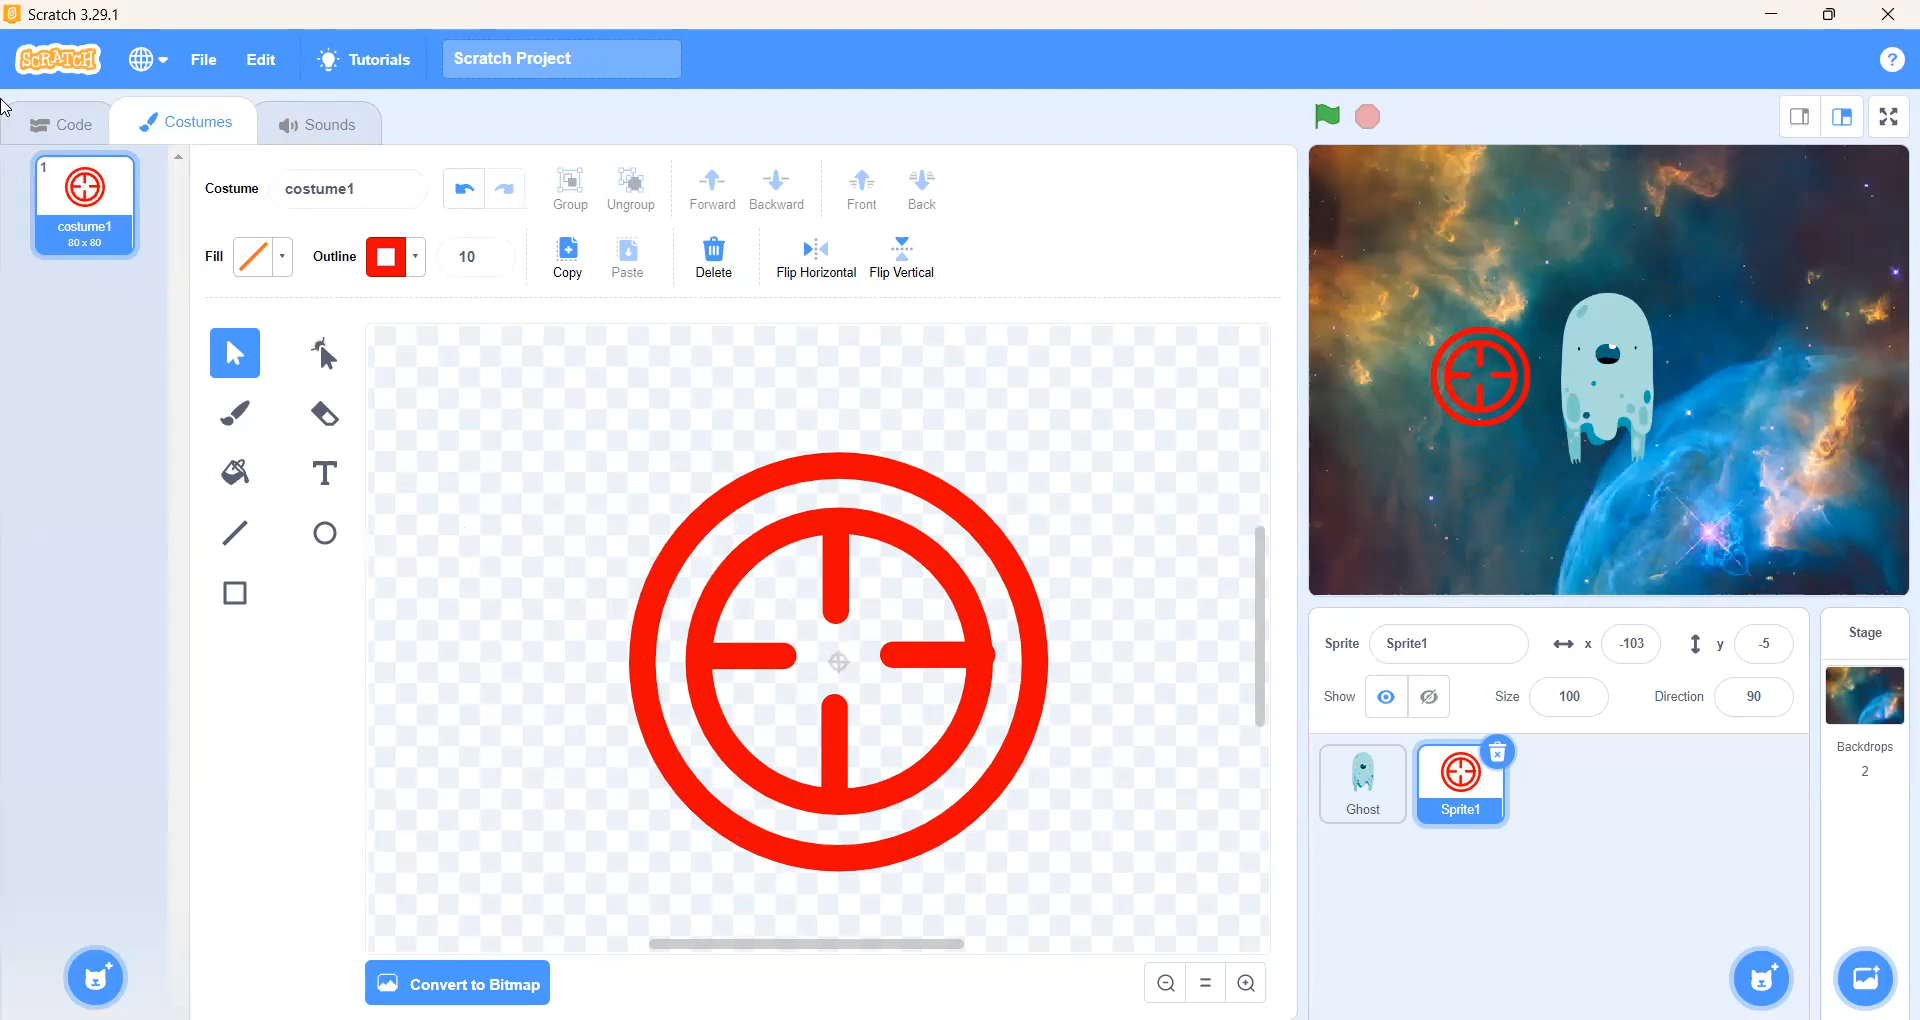 Scratch 3.29.1
SCRATCH File Edit Tutorials Scratch Project ?
Code Costumes Sounds
1
costume1
80 x 80
Costume costume1
Group Ungroup Forward Backward Front Back
Fill Outline 10
Copy Paste Delete Flip Horizontal Flip Vertical
T
Convert to Bitmap
Sprite Sprite1 x -103 y -5
Show Size 100 Direction 90
Ghost
Sprite1
Stage
Backdrops
2